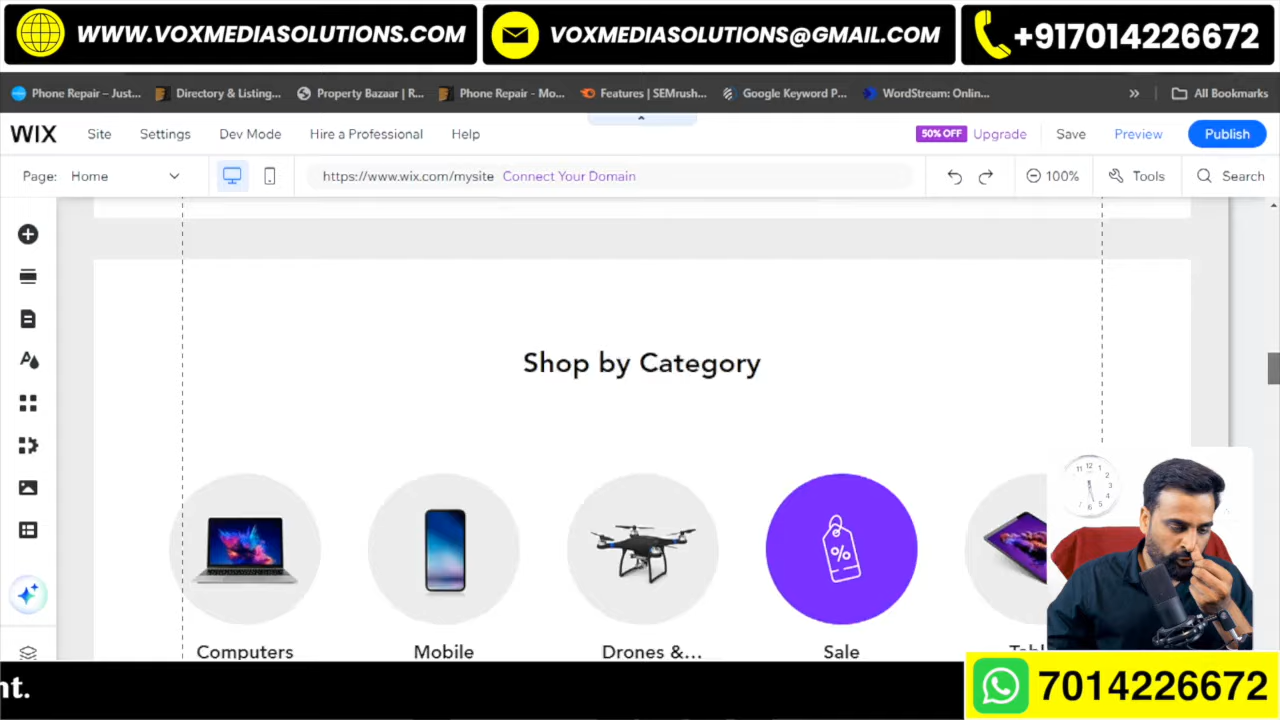 WWW.VOXMEDIASOLUTIONS.COM
VOXMEDIASOLUTIONS@GMAIL.COM
+917014226672
Phone Repair – Just...
Directory & Listing...
Property Bazaar | R...
Phone Repair - Mo...
Features | SEMrush...
Google Keyword P...
WordStream: Onlin...
All Bookmarks
WIX
Site
Settings
Dev Mode
Hire a Professional
Help
50% OFF
Upgrade
Save
Preview
Publish
Page: Home
https://www.wix.com/mysite Connect Your Domain
100%
Tools
Search
Shop by Category
%
Computers
Mobile
Drones &...
Sale
nt.
7014226672